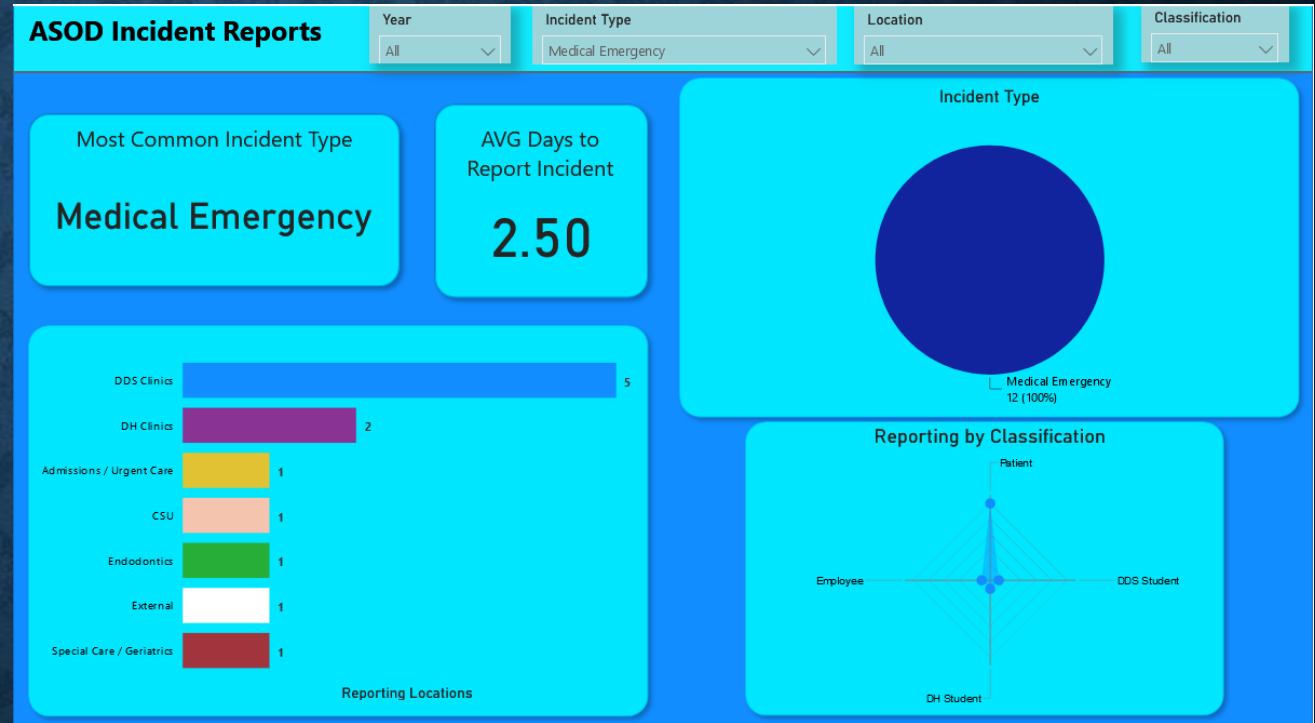 ASOD Incident Reports
Year
All
Incident Type
Medical Emergency
Location
All
Classification
All
Most Common Incident Type
Medical Emergency
AVG Days to
Report Incident
2.50
Incident Type
Medical Emergency
12 (100%)
DDS Clinics
5
DH Clinics
2
Admissions / Urgent Care
1
CSU
1
Endodontics
1
External
1
Special Care / Geriatrics
1
Reporting Locations
Reporting by Classification
Patient
Employee
DDS Student
DH Student